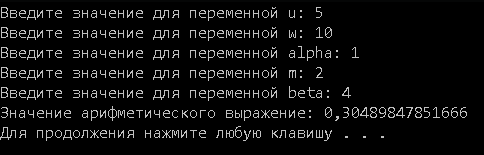 Введите значение для переменной u: 5
Введите значение для переменной w: 10
Введите значение для переменной alpha: 1
Введите значение для переменной m: 2
Введите значение для переменной beta: 4
Значение арифметического выражение: 0,30489847851666
Для продолжения нажмите любую клавишу . . .